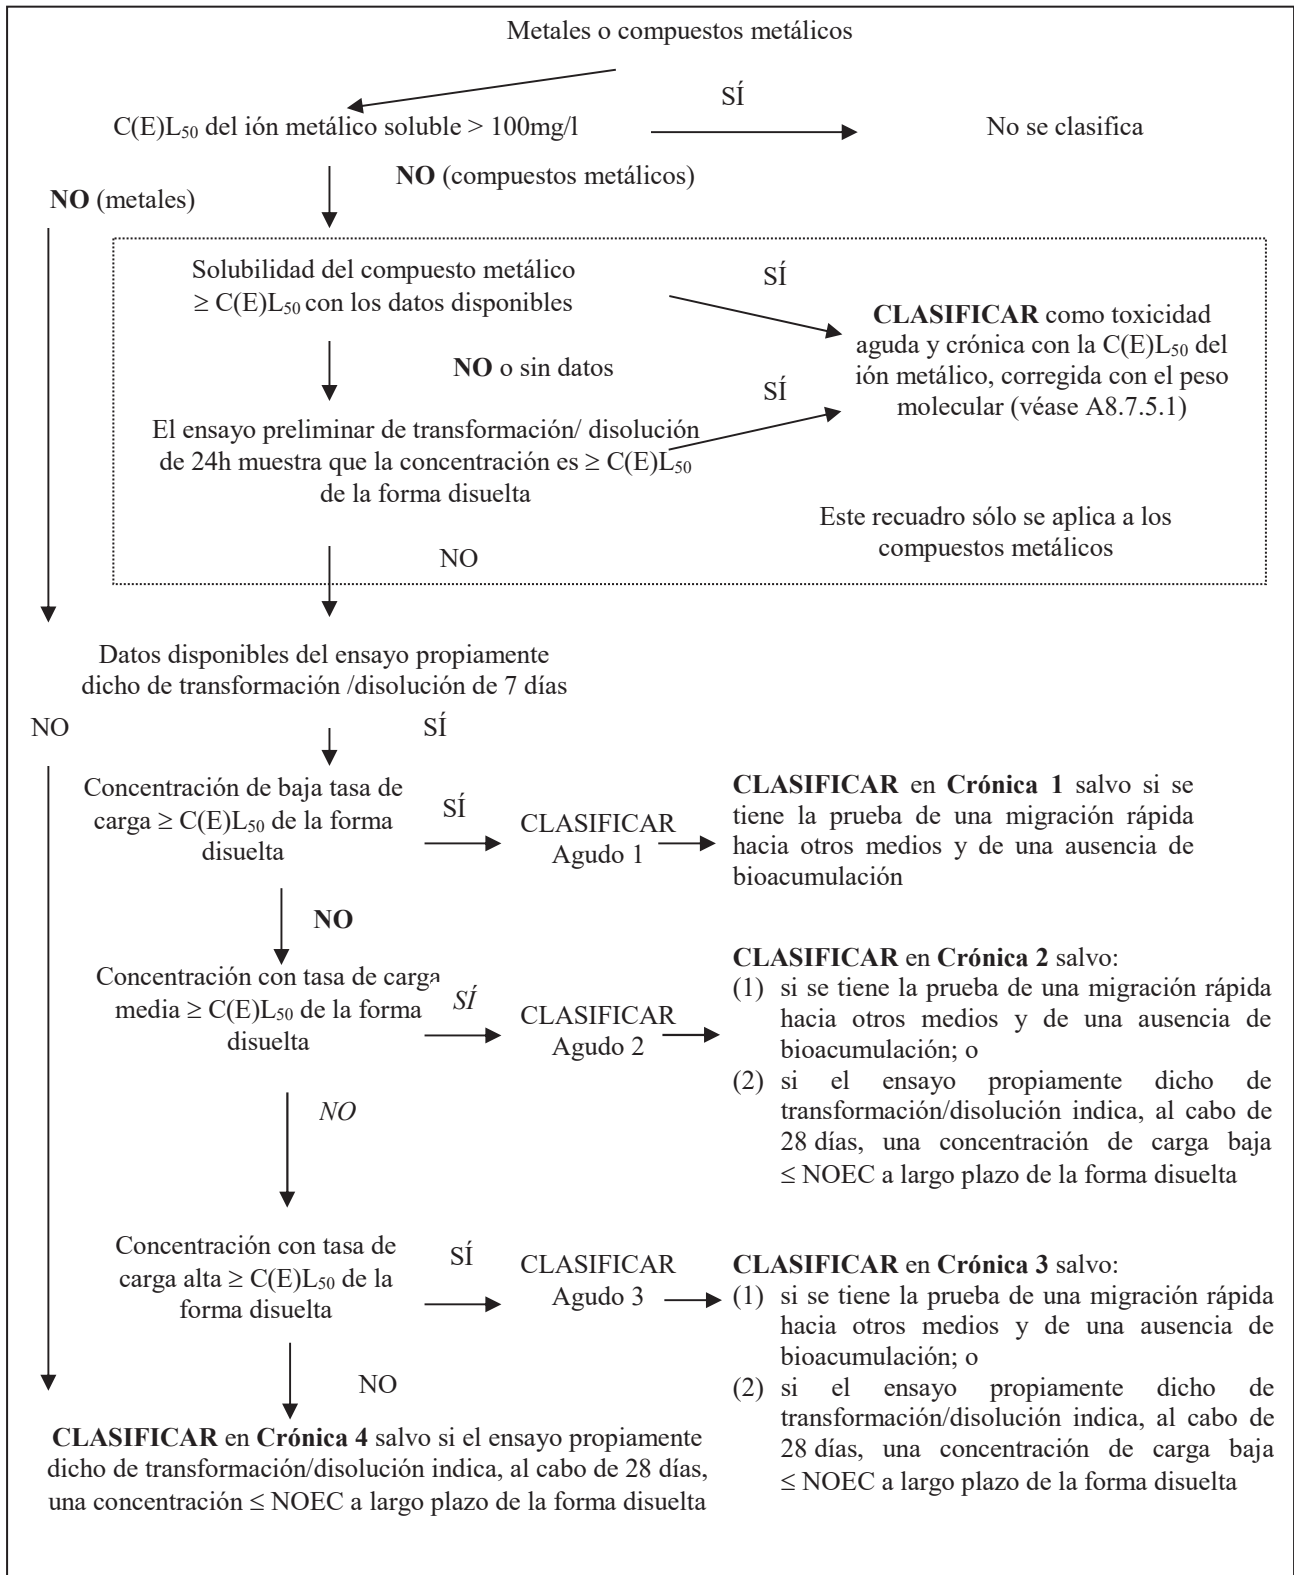 Metales o compuestos metálicos
SÍ
C(E)L50 del ión metálico soluble > 100mg/l
No se clasifica
NO (compuestos metálicos)
NO (metales)
Solubilidad del compuesto metálico
≥ C(E)L50 con los datos disponibles
SÍ
CLASIFICAR como toxicidad
aguda y crónica con la C(E)L50 del
ión metálico, corregida con el peso
molecular (véase A8.7.5.1)
NO o sin datos
SÍ
El ensayo preliminar de transformación/ disolución
de 24h muestra que la concentración es ≥ C(E)L50
de la forma disuelta
Este recuadro sólo se aplica a los
compuestos metálicos
NO
Datos disponibles del ensayo propiamente
dicho de transformación /disolución de 7 días
NO
SÍ
Concentración de baja tasa de
carga ≥ C(E)L50 de la forma
disuelta
SÍ
CLASIFICAR
Agudo 1
CLASIFICAR en Crónica 1 salvo si se
tiene la prueba de una migración rápida
hacia otros medios y de una ausencia de
bioacumulación
NO
Concentración con tasa de carga
media ≥ C(E)L50 de la forma
disuelta
SÍ
CLASIFICAR
Agudo 2
CLASIFICAR en Crónica 2 salvo:
(1) si se tiene la prueba de una migración rápida
hacia otros medios y de una ausencia de
bioacumulación; o
(2) si el ensayo propiamente dicho de
transformación/disolución indica, al cabo de
28 días, una concentración de carga baja
≤ NOEC a largo plazo de la forma disuelta
NO
Concentración con tasa de
carga alta ≥ C(E)L50 de la
forma disuelta
SÍ
CLASIFICAR
Agudo 3
CLASIFICAR en Crónica 3 salvo:
(1) si se tiene la prueba de una migración rápida
hacia otros medios y de una ausencia de
bioacumulación; o
(2) si el ensayo propiamente dicho de
transformación/disolución indica, al cabo de
28 días, una concentración de carga baja
≤ NOEC a largo plazo de la forma disuelta
NO
CLASIFICAR en Crónica 4 salvo si el ensayo propiamente
dicho de transformación/disolución indica, al cabo de 28 días,
una concentración ≤ NOEC a largo plazo de la forma disuelta